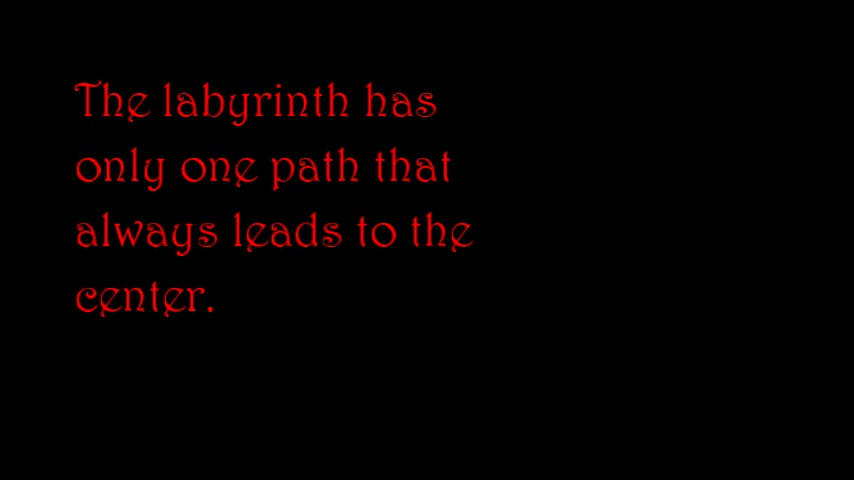 The labyrinth has
only one path that
always leads to the
center.